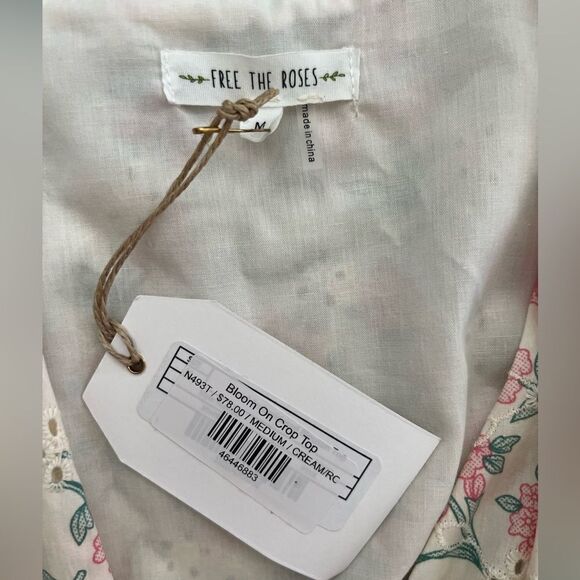 FREE THE ROSES
M
made in china
Bloom On Crop Top
N493T / $78.00 / MEDIUM / CREAM/RC
46446883